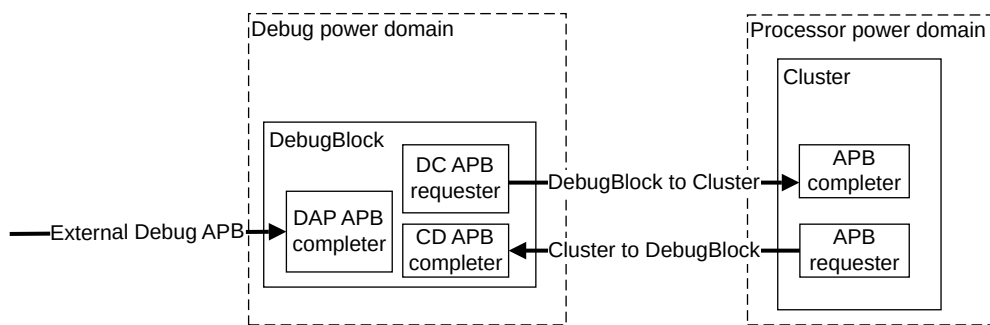 Debug power domain
Processor power domain
Cluster
DebugBlock
DC APB
requester
DebugBlock to Cluster
APB
completer
External Debug APB
DAP APB
completer
CD APB
completer
Cluster to DebugBlock
APB
requester